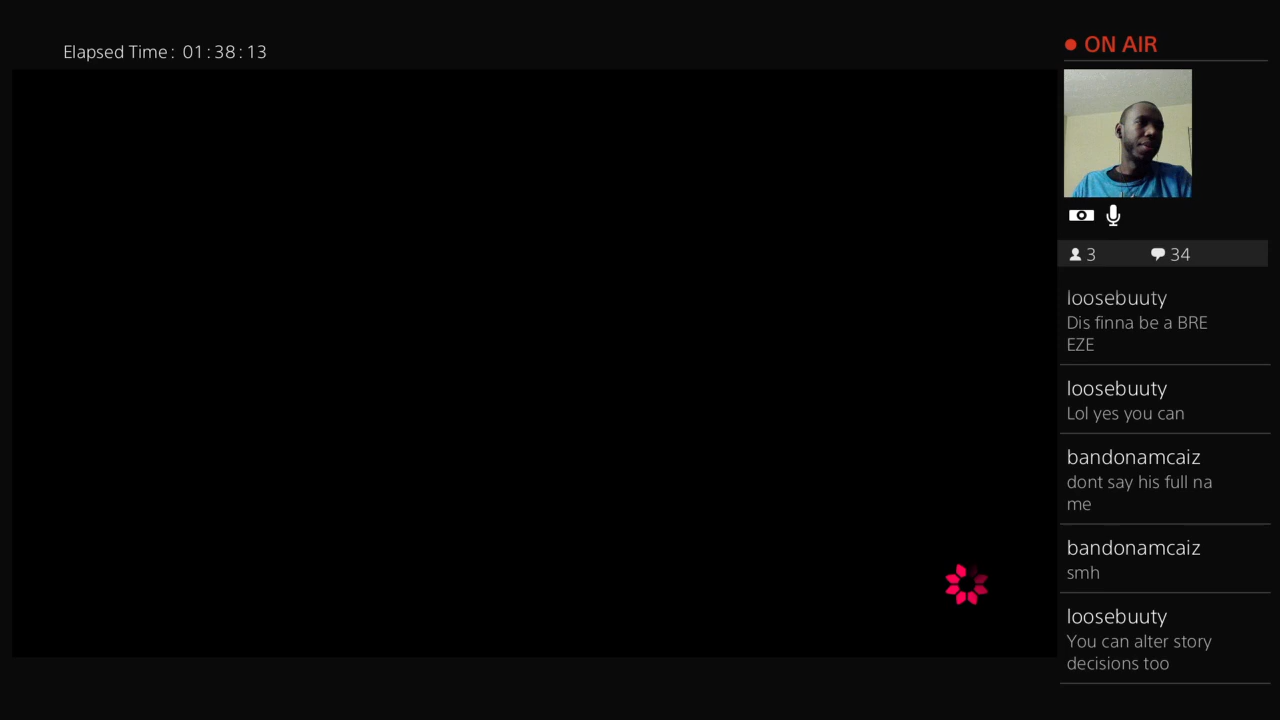 Elapsed Time: 01:38:13
ON AIR
3 34
loosebuuty
Dis finna be a BRE
EZE
loosebuuty
Lol yes you can
bandonamcaiz
dont say his full na
me
bandonamcaiz
smh
loosebuuty
You can alter story
decisions too